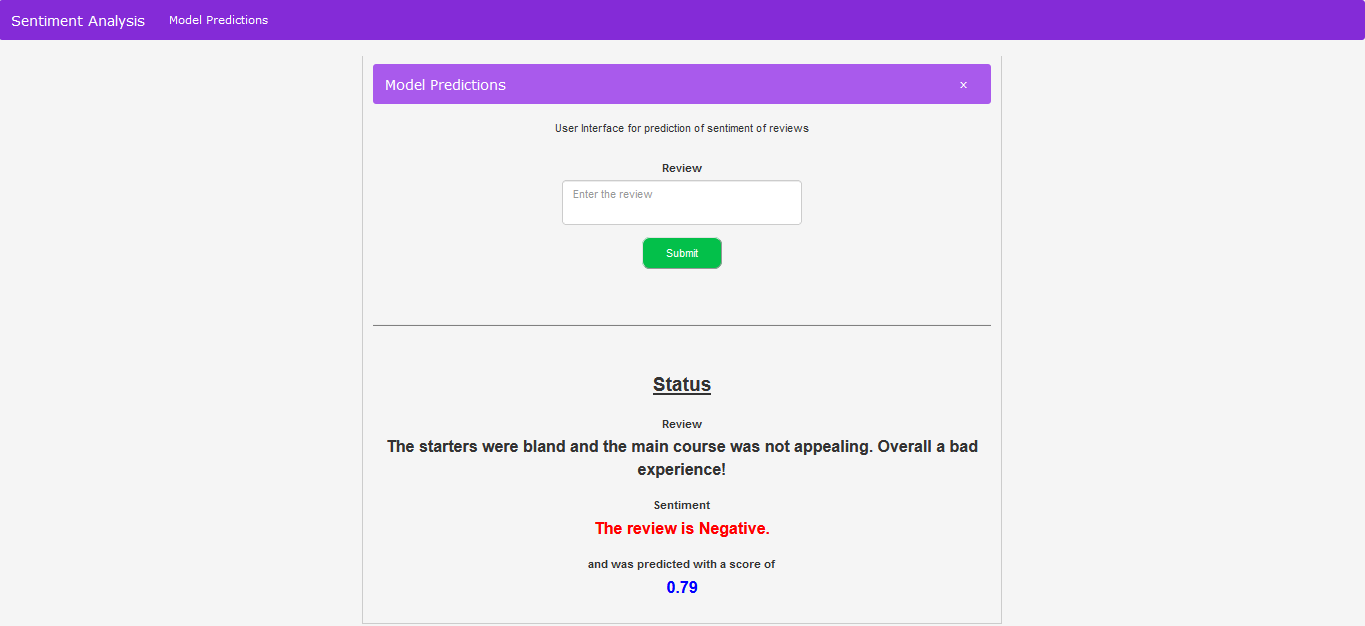 Sentiment Analysis Model Predictions
Model Predictions x
User Interface for prediction of sentiment of reviews
Review
Enter the review
Submit
Status
Review
The starters were bland and the main course was not appealing. Overall a bad
experience!
Sentiment
The review is Negative.
and was predicted with a score of
0.79